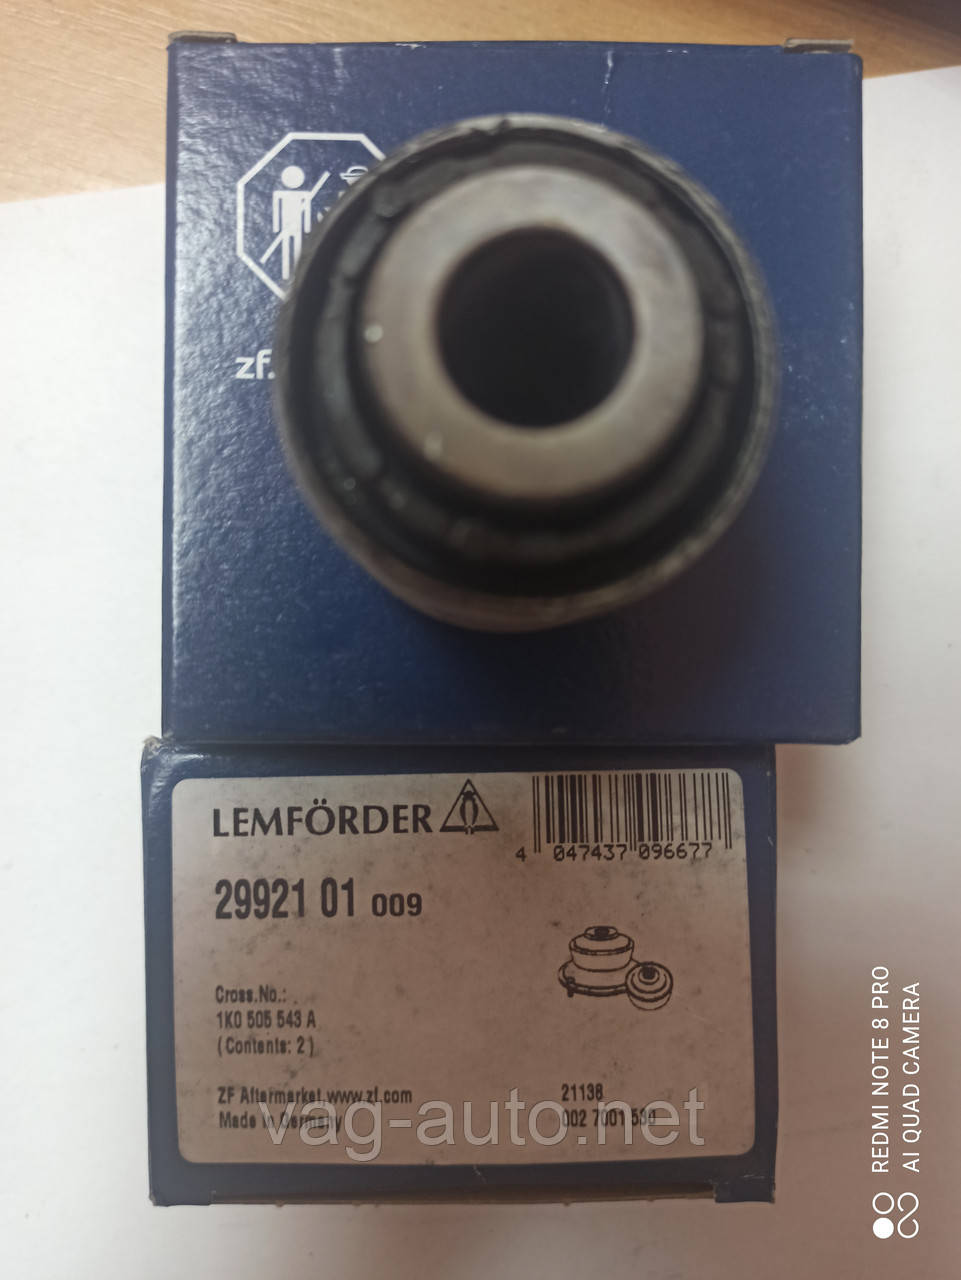 zf.
LEMFÖRDER
4 047437 096677
29921 01 009
Cross.No.:
1K0 505 543 A
(Contents: 2)
ZF Aftermarket www.zf.com
21138
Made in Germany
002 7001 530
vag-auto.net
REDMI NOTE 8 PRO
AI QUAD CAMERA